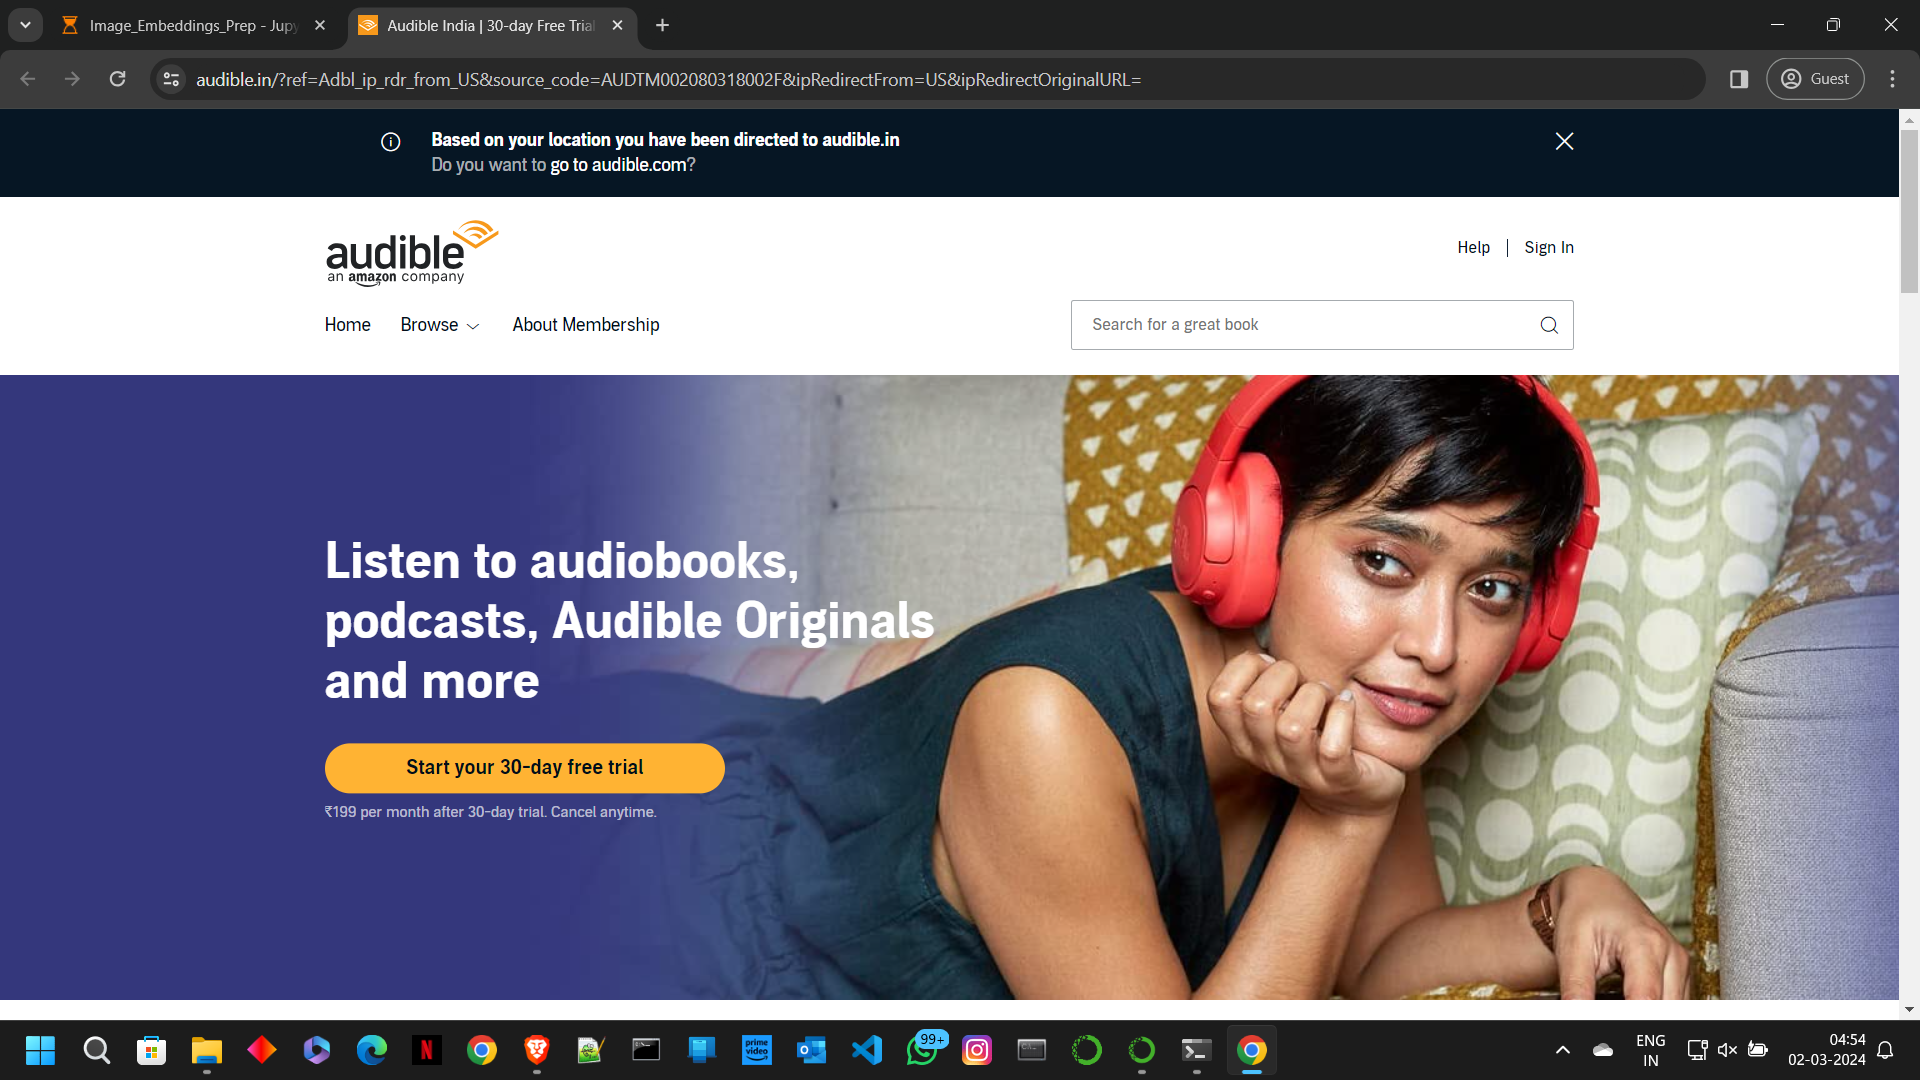 Image_Embeddings_Prep - Jupy
Audible India | 30-day Free Trial
audible.in/?ref=Adbl_ip_rdr_from_US&source_code=AUDTM002080318002F&ipRedirectFrom=US&ipRedirectOriginalURL=
Guest
Based on your location you have been directed to audible.in
Do you want to go to audible.com?
audible
an amazon company
Help
Sign In
Home
Browse
About Membership
Search for a great book
Listen to audiobooks,
podcasts, Audible Originals
and more
Start your 30-day free trial
₹199 per month after 30-day trial. Cancel anytime.
N
prime
video
99+
ENG
IN
04:54
02-03-2024